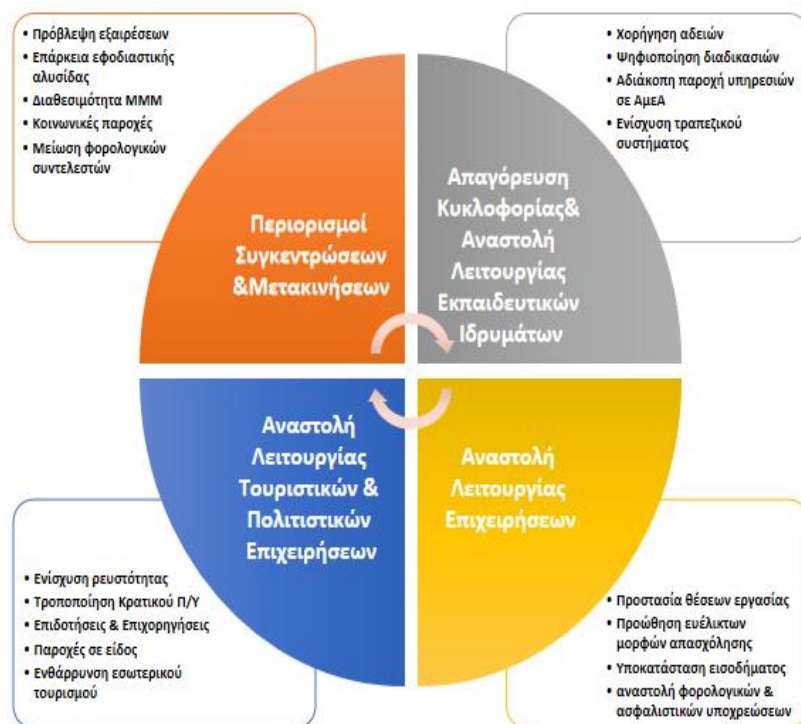 • Πρόβλεψη εξαιρέσεων
• Επάρκεια εφοδιαστικής
αλυσίδας
• Διαθεσιμότητα ΜΜΜ
• Κοινωνικές παροχές
• Μείωση φορολογικών
συντελεστών
• Χορήγηση αδειών
• Ψηφιοποίηση διαδικασιών
• Αδιάκοπη παροχή υπηρεσιών
σε ΑμεΑ
• Ενίσχυση τραπεζικού
συστήματος
Περιορισμοί
Συγκεντρώσεων
&Μετακινήσεων
Απαγόρευση
Κυκλοφορίας&
Αναστολή
Λειτουργίας
Εκπαιδευτικών
Ιδρυμάτων
Αναστολή
Λειτουργίας
Τουριστικών &
Πολιτιστικών
Επιχειρήσεων
Αναστολή
Λειτουργίας
Επιχειρήσεων
• Ενίσχυση ρευστότητας
• Τροποποίηση Κρατικού Π/Υ
• Επιδοτήσεις & Επιχορηγήσεις
• Παροχές σε είδος
• Ενθάρρυνση εσωτερικού
τουρισμού
• Προστασία θέσεων εργασίας
• Προώθηση ευέλικτων
μορφών απασχόλησης
• Υποκατάσταση εισοδήματος
• αναστολή φορολογικών &
ασφαλιστικών υποχρεώσεων